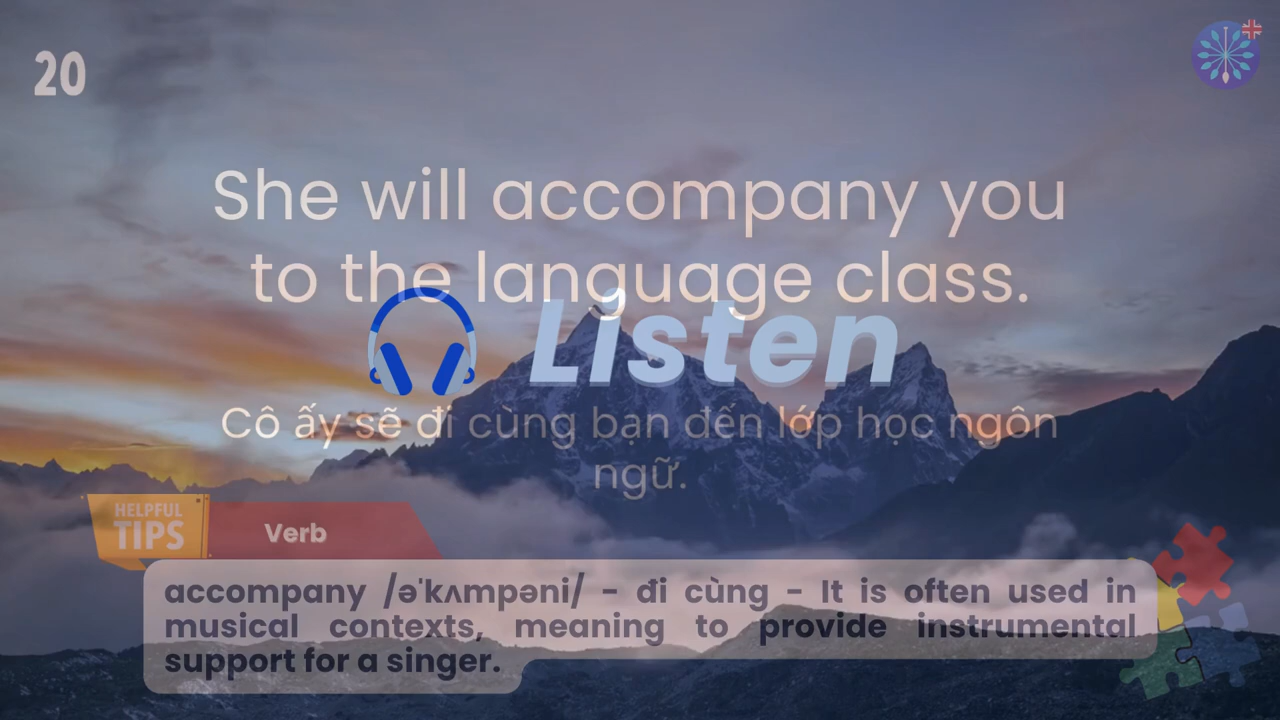 20
She will accompany you
to the language class.
Listen
Cô ấy sẽ đi cùng bạn đến lớp học ngôn
ngữ.
HELPFUL
TIPS
Verb
accompany /ə'kʌmpəni/ - đi cùng - It is often used in
musical contexts, meaning to provide instrumental
support for a singer.